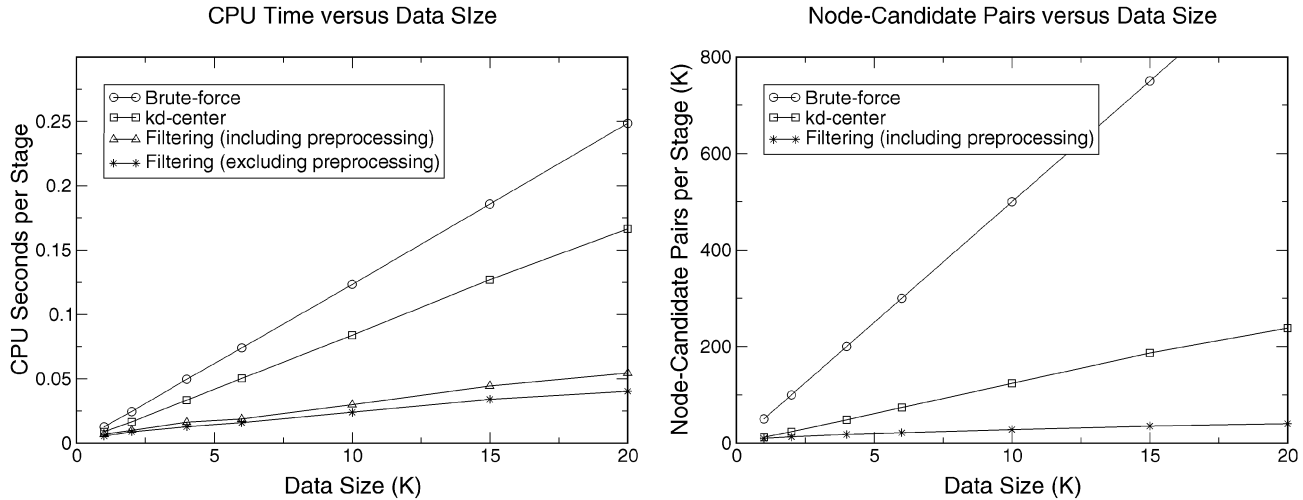 CPU Time versus Data SIze
CPU Seconds per Stage
0.25
0.2
0.15
0.1
0.05
0
Brute-force
kd-center
Filtering (including preprocessing)
Filtering (excluding preprocessing)
0 5 10 15 20
Data Size (K)
Node-Candidate Pairs versus Data Size
Node-Candidate Pairs per Stage (K)
800
600
400
200
0
Brute-force
kd-center
Filtering (including preprocessing)
0 5 10 15 20
Data Size (K)